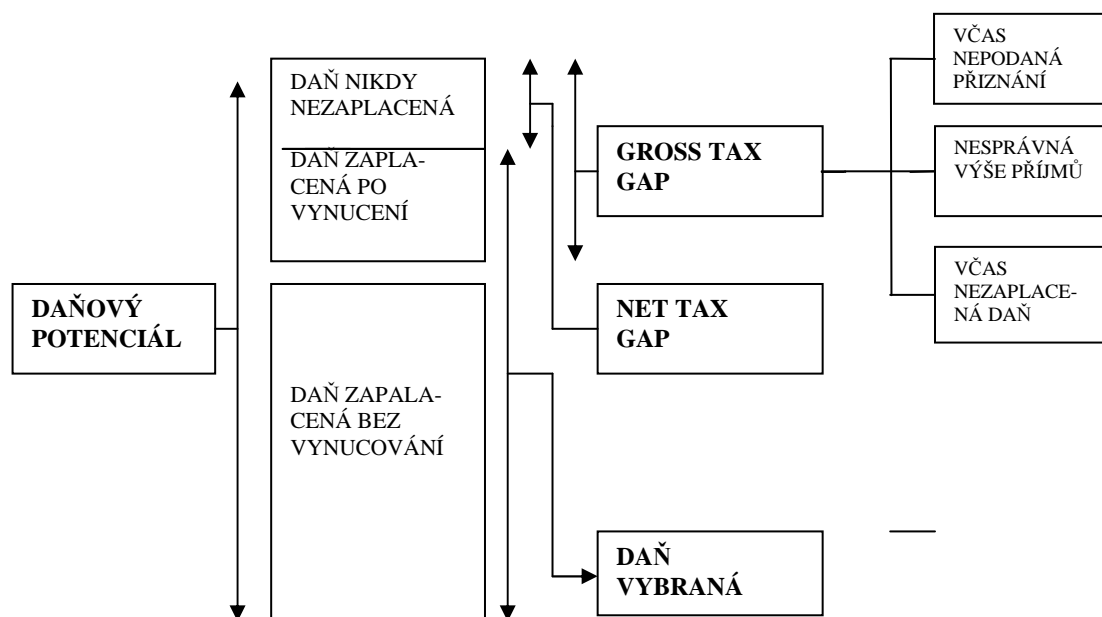 DAŇOVÝ
POTENCIÁL
DAŇ NIKDY
NEZAPLACENÁ
DAŇ ZAPLA-
CENÁ PO
VYNUCENÍ
DAŇ ZAPALA-
CENÁ BEZ
VYNUCOVÁNÍ
GROSS TAX
GAP
NET TAX
GAP
DAŇ
VYBRANÁ
VČAS
NEPODANÁ
PŘIZNÁNÍ
NESPRÁVNÁ
VÝŠE PŘÍJMŮ
VČAS
NEZAPLACE-
NÁ DAŇ